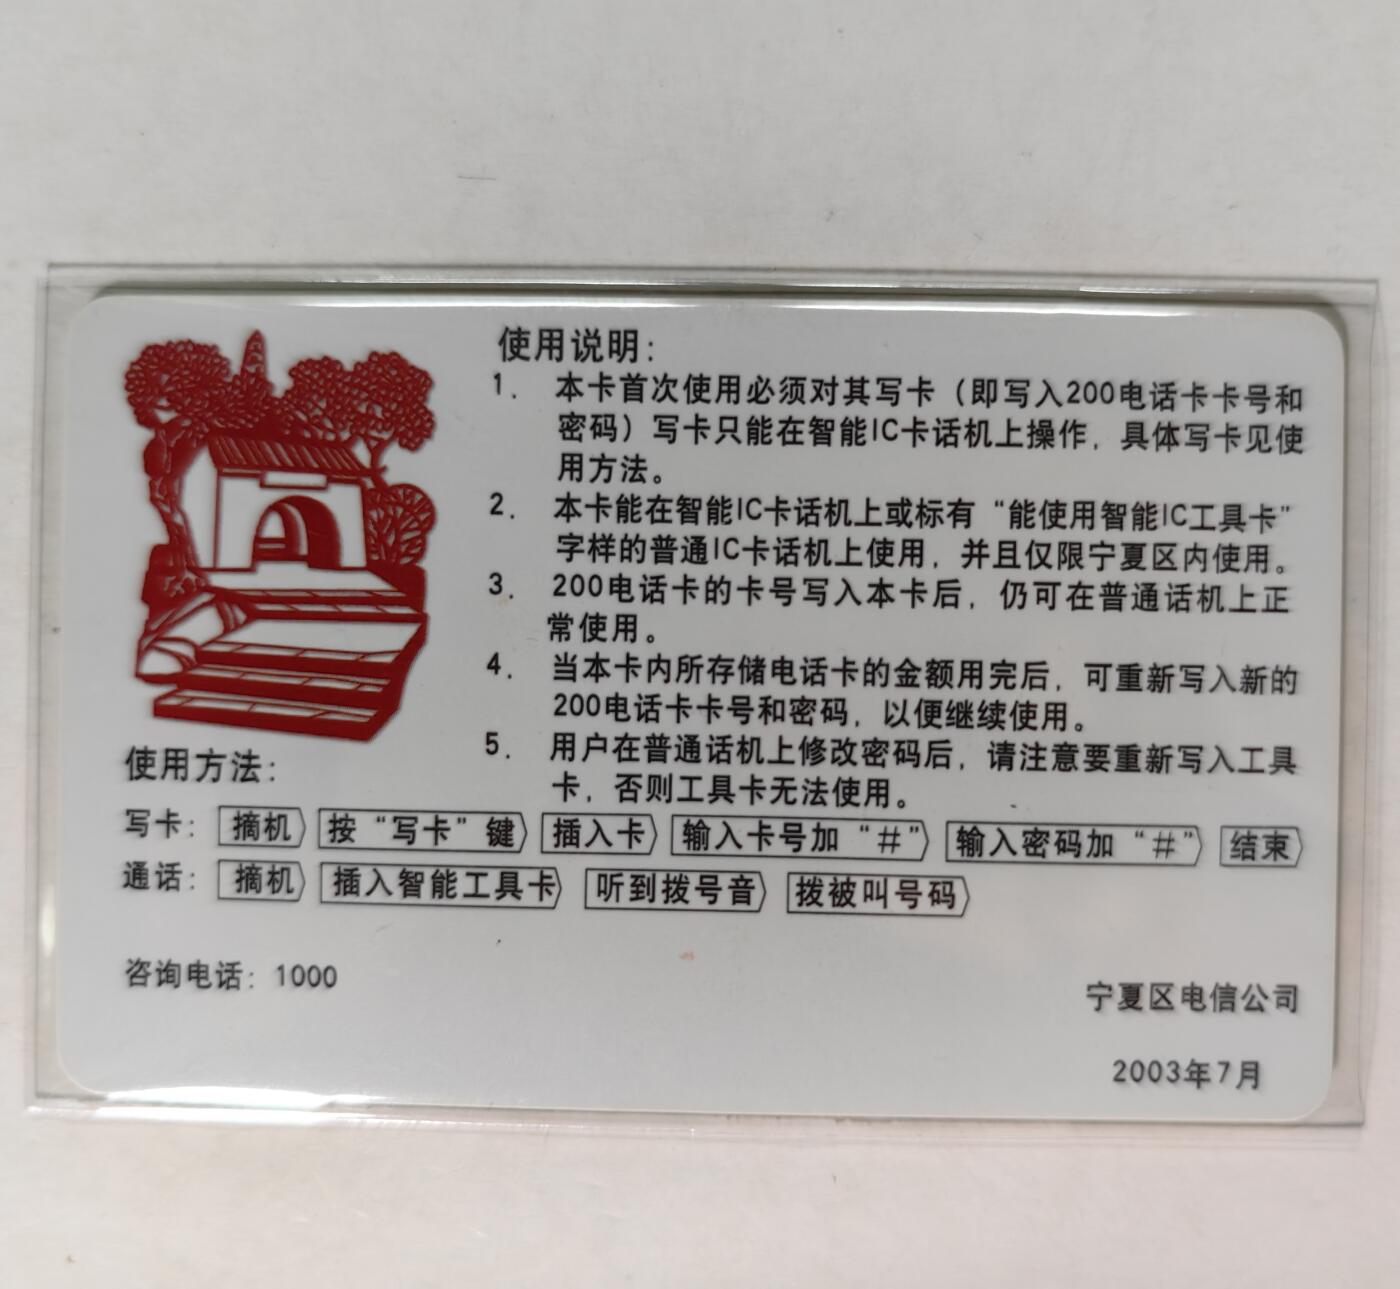 使用说明：
1. 本卡首次使用必须对其写卡（即写入200电话卡卡号和
密码）写卡只能在智能IC卡话机上操作，具体写卡见使
用方法。
2. 本卡能在智能IC卡话机上或标有“能使用智能IC工具卡”
字样的普通IC卡话机上使用，并且仅限宁夏区内使用。
3. 200电话卡的卡号写入本卡后，仍可在普通话机上正
常使用。
4. 当本卡内所存储电话卡的金额用完后，可重新写入新的
200电话卡卡号和密码，以便继续使用。
5. 用户在普通话机上修改密码后，请注意要重新写入工具
卡，否则工具卡无法使用。
使用方法：
写卡： 摘机 按“写卡”键 插入卡 输入卡号加“＃” 输入密码加“＃” 结束
通话： 摘机 插入智能工具卡 听到拨号音 拨被叫号码
咨询电话：1000
宁夏区电信公司
2003年7月